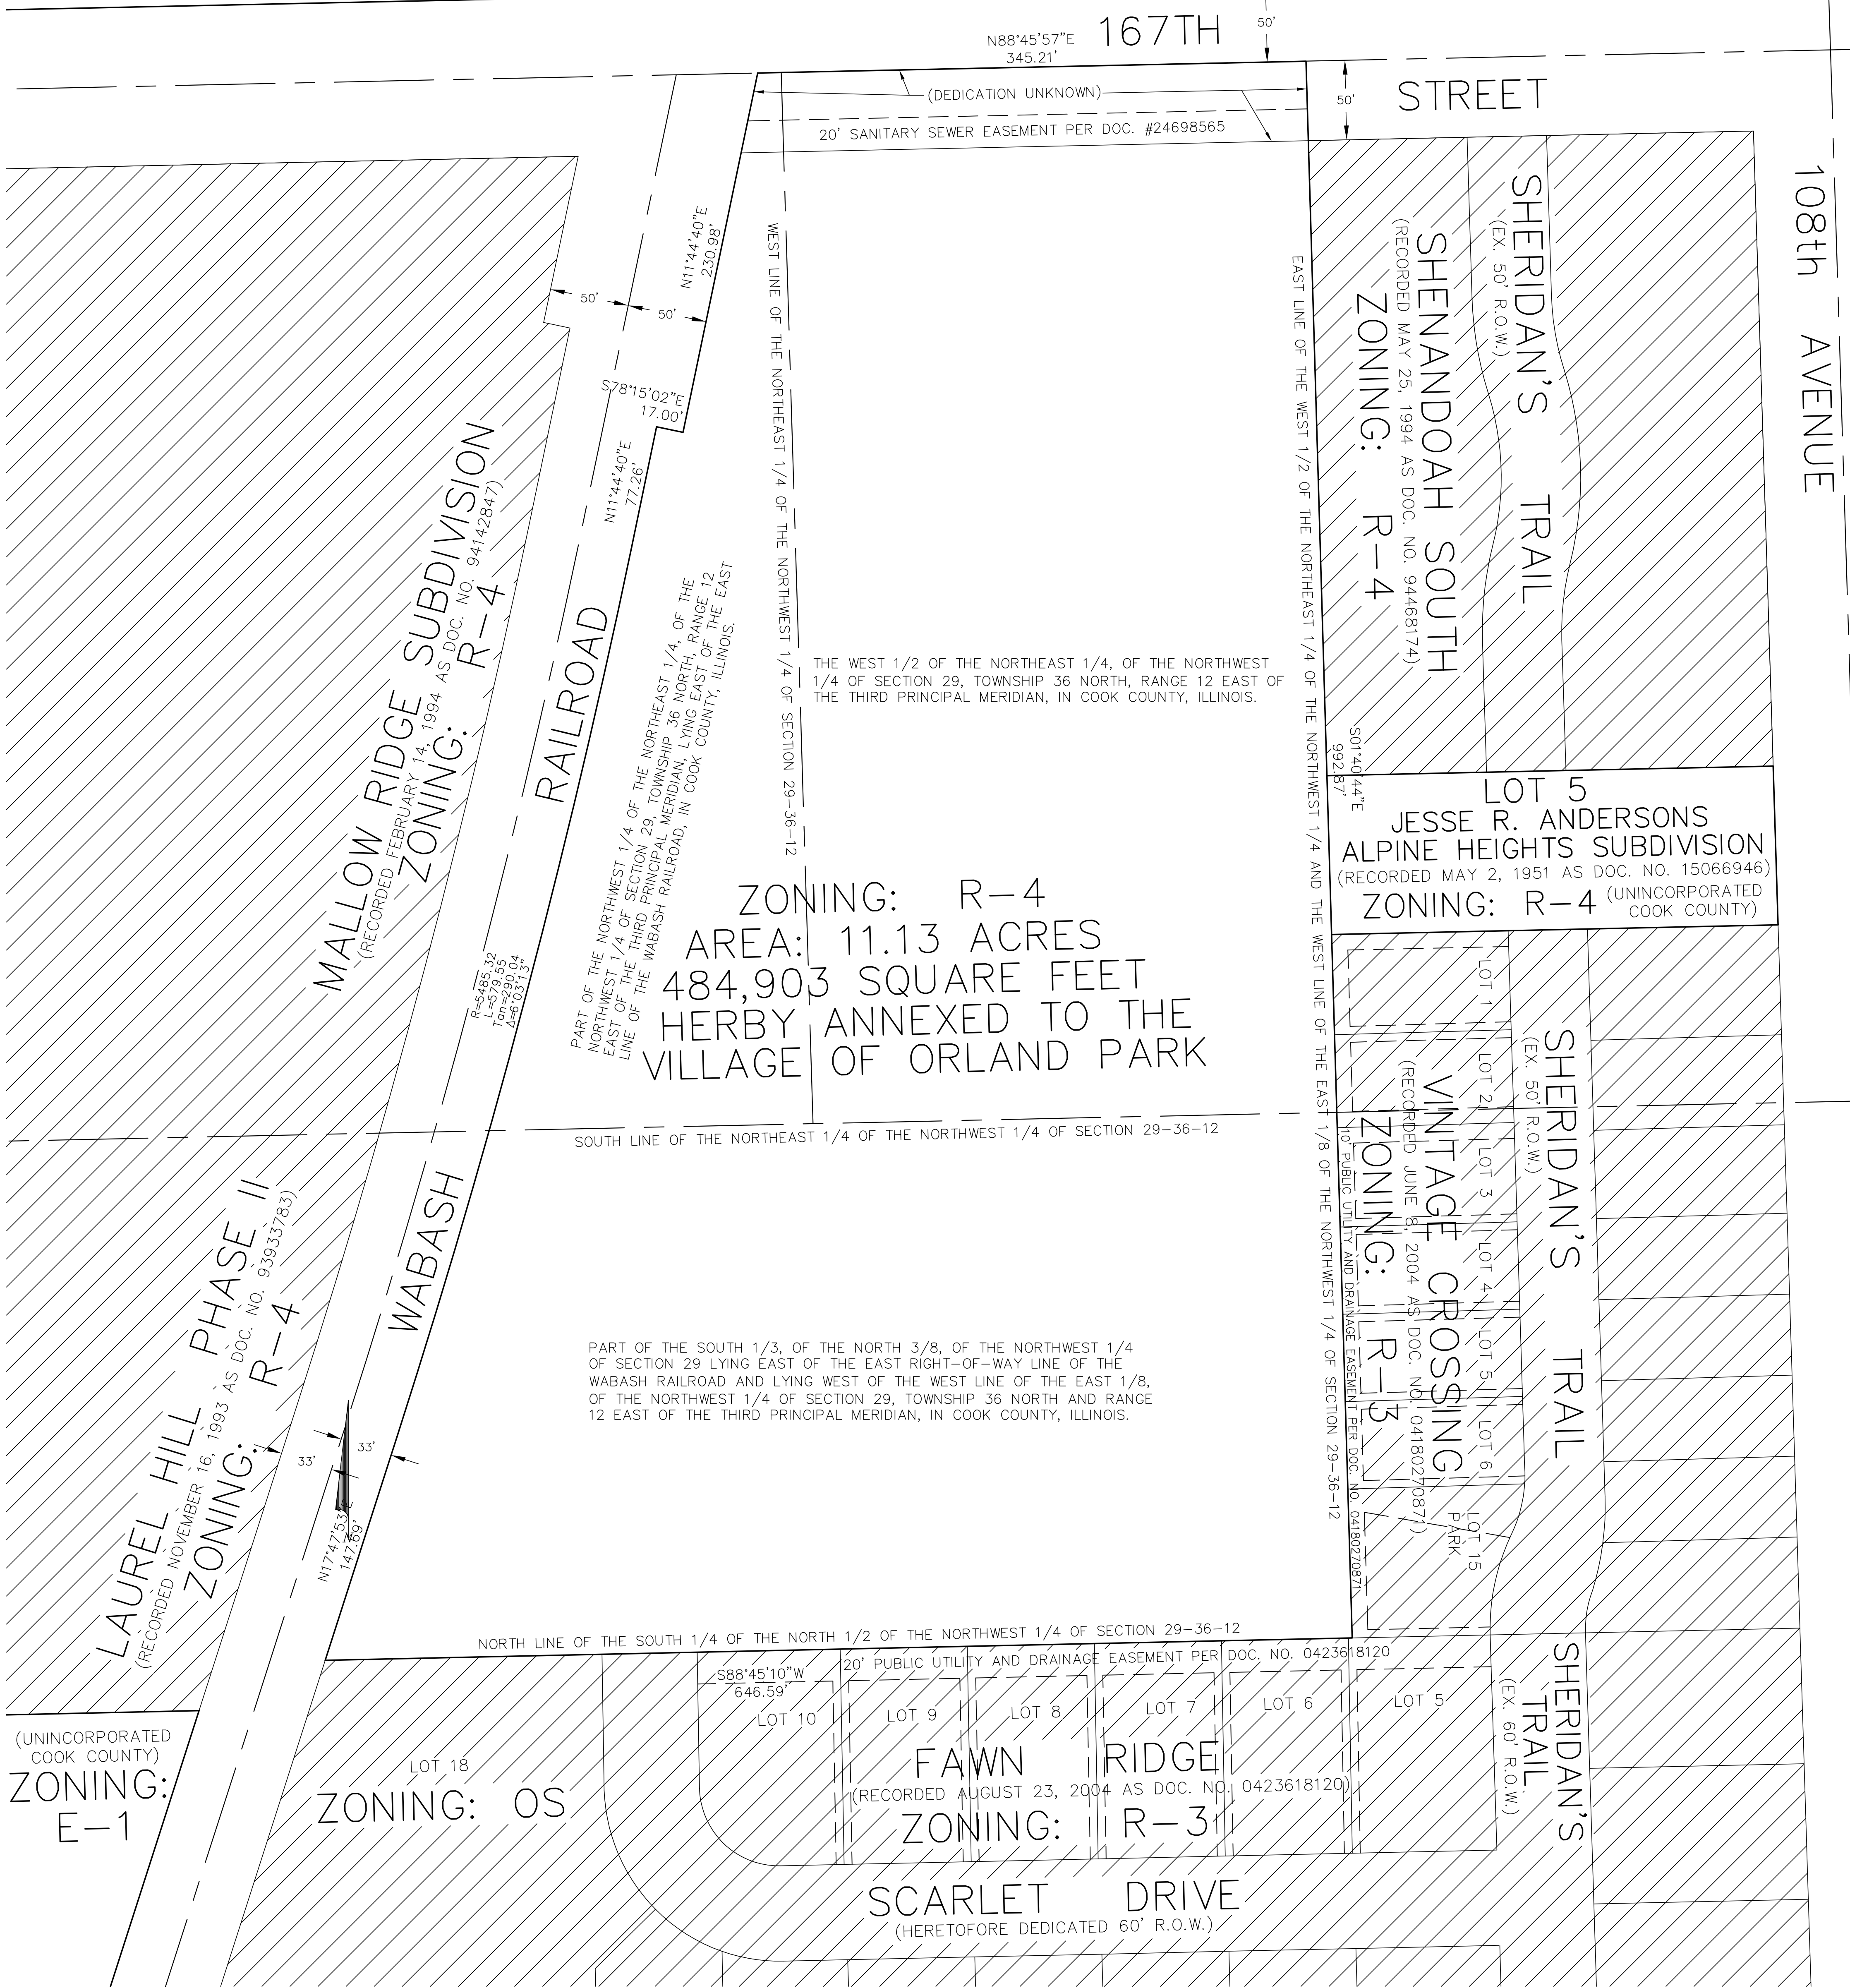 167TH
50'
N88°45'57"E
345.21'
(DEDICATION UNKNOWN)
50'
STREET
20' SANITARY SEWER EASEMENT PER DOC. #24698565
108th AVENUE
SHERIDAN'S TRAIL
(EX. 50' R.O.W.)
SHENANDOAH SOUTH
(RECORDED MAY 25, 1994 AS DOC. NO. 94468174)
ZONING: R-4
N11°44'40"E
230.98'
50'
50'
S78°15'02"E
17.00'
N11°44'40"E
77.26'
WEST LINE OF THE NORTHEAST 1/4 OF THE NORTHWEST 1/4 OF SECTION 29-36-12
EAST LINE OF THE WEST 1/2 OF THE NORTHEAST 1/4 OF THE NORTHWEST 1/4 AND THE WEST LINE OF THE EAST 1/8 OF THE NORTHWEST 1/4 OF SECTION 29-36-12
MALLOW RIDGE SUBDIVISION
(RECORDED FEBRUARY 14, 1994 AS DOC. NO. 94142847)
ZONING: R-4
RAILROAD
PART OF THE NORTHWEST 1/4 OF THE NORTHEAST 1/4, OF THE
NORTHWEST 1/4 OF SECTION 29, TOWNSHIP 36 NORTH, RANGE 12
EAST OF THE THIRD PRINCIPAL MERIDIAN, LYING EAST OF THE EAST
LINE OF THE WABASH RAILROAD, IN COOK COUNTY, ILLINOIS.
THE WEST 1/2 OF THE NORTHEAST 1/4, OF THE NORTHWEST
1/4 OF SECTION 29, TOWNSHIP 36 NORTH, RANGE 12 EAST OF
THE THIRD PRINCIPAL MERIDIAN, IN COOK COUNTY, ILLINOIS.
S01°40'44"E
992.87'
LOT 5
JESSE R. ANDERSONS
ALPINE HEIGHTS SUBDIVISION
(RECORDED MAY 2, 1951 AS DOC. NO. 15066946)
ZONING: R-4 (UNINCORPORATED
COOK COUNTY)
ZONING: R-4
AREA: 11.13 ACRES
484,903 SQUARE FEET
HERBY ANNEXED TO THE
VILLAGE OF ORLAND PARK
R=5485.32
L=579.55
Tan=290.04
Δ=6°03'13"
SOUTH LINE OF THE NORTHEAST 1/4 OF THE NORTHWEST 1/4 OF SECTION 29-36-12
LOT 1
LOT 2
LOT 3
LOT 4
LOT 5
LOT 6
LOT 15
PARK
SHERIDAN'S TRAIL
(EX. 50' R.O.W.)
VINTAGE CROSSING
(RECORDED JUNE 8, 2004 AS DOC. NO. 04180270871)
ZONING: R-3
10' PUBLIC UTILITY AND DRAINAGE EASEMENT PER DOC. NO. 04180270871
WABASH
LAUREL HILL PHASE II
(RECORDED NOVEMBER 16, 1993 AS DOC. NO. 93933783)
ZONING: R-4
PART OF THE SOUTH 1/3, OF THE NORTH 3/8, OF THE NORTHWEST 1/4
OF SECTION 29 LYING EAST OF THE EAST RIGHT-OF-WAY LINE OF THE
WABASH RAILROAD AND LYING WEST OF THE WEST LINE OF THE EAST 1/8,
OF THE NORTHWEST 1/4 OF SECTION 29, TOWNSHIP 36 NORTH AND RANGE
12 EAST OF THE THIRD PRINCIPAL MERIDIAN, IN COOK COUNTY, ILLINOIS.
33'
33'
N17°47'53"E
147.69'
NORTH LINE OF THE SOUTH 1/4 OF THE NORTH 1/2 OF THE NORTHWEST 1/4 OF SECTION 29-36-12
S88°45'10"W
646.59'
20' PUBLIC UTILITY AND DRAINAGE EASEMENT PER DOC. NO. 0423618120
LOT 10
LOT 9
LOT 8
LOT 7
LOT 6
LOT 5
SHERIDAN'S
TRAIL
(EX. 60' R.O.W.)
(UNINCORPORATED
COOK COUNTY)
ZONING:
E-1
LOT 18
ZONING: OS
FAWN RIDGE
(RECORDED AUGUST 23, 2004 AS DOC. NO. 0423618120)
ZONING: R-3
SCARLET DRIVE
(HERETOFORE DEDICATED 60' R.O.W.)